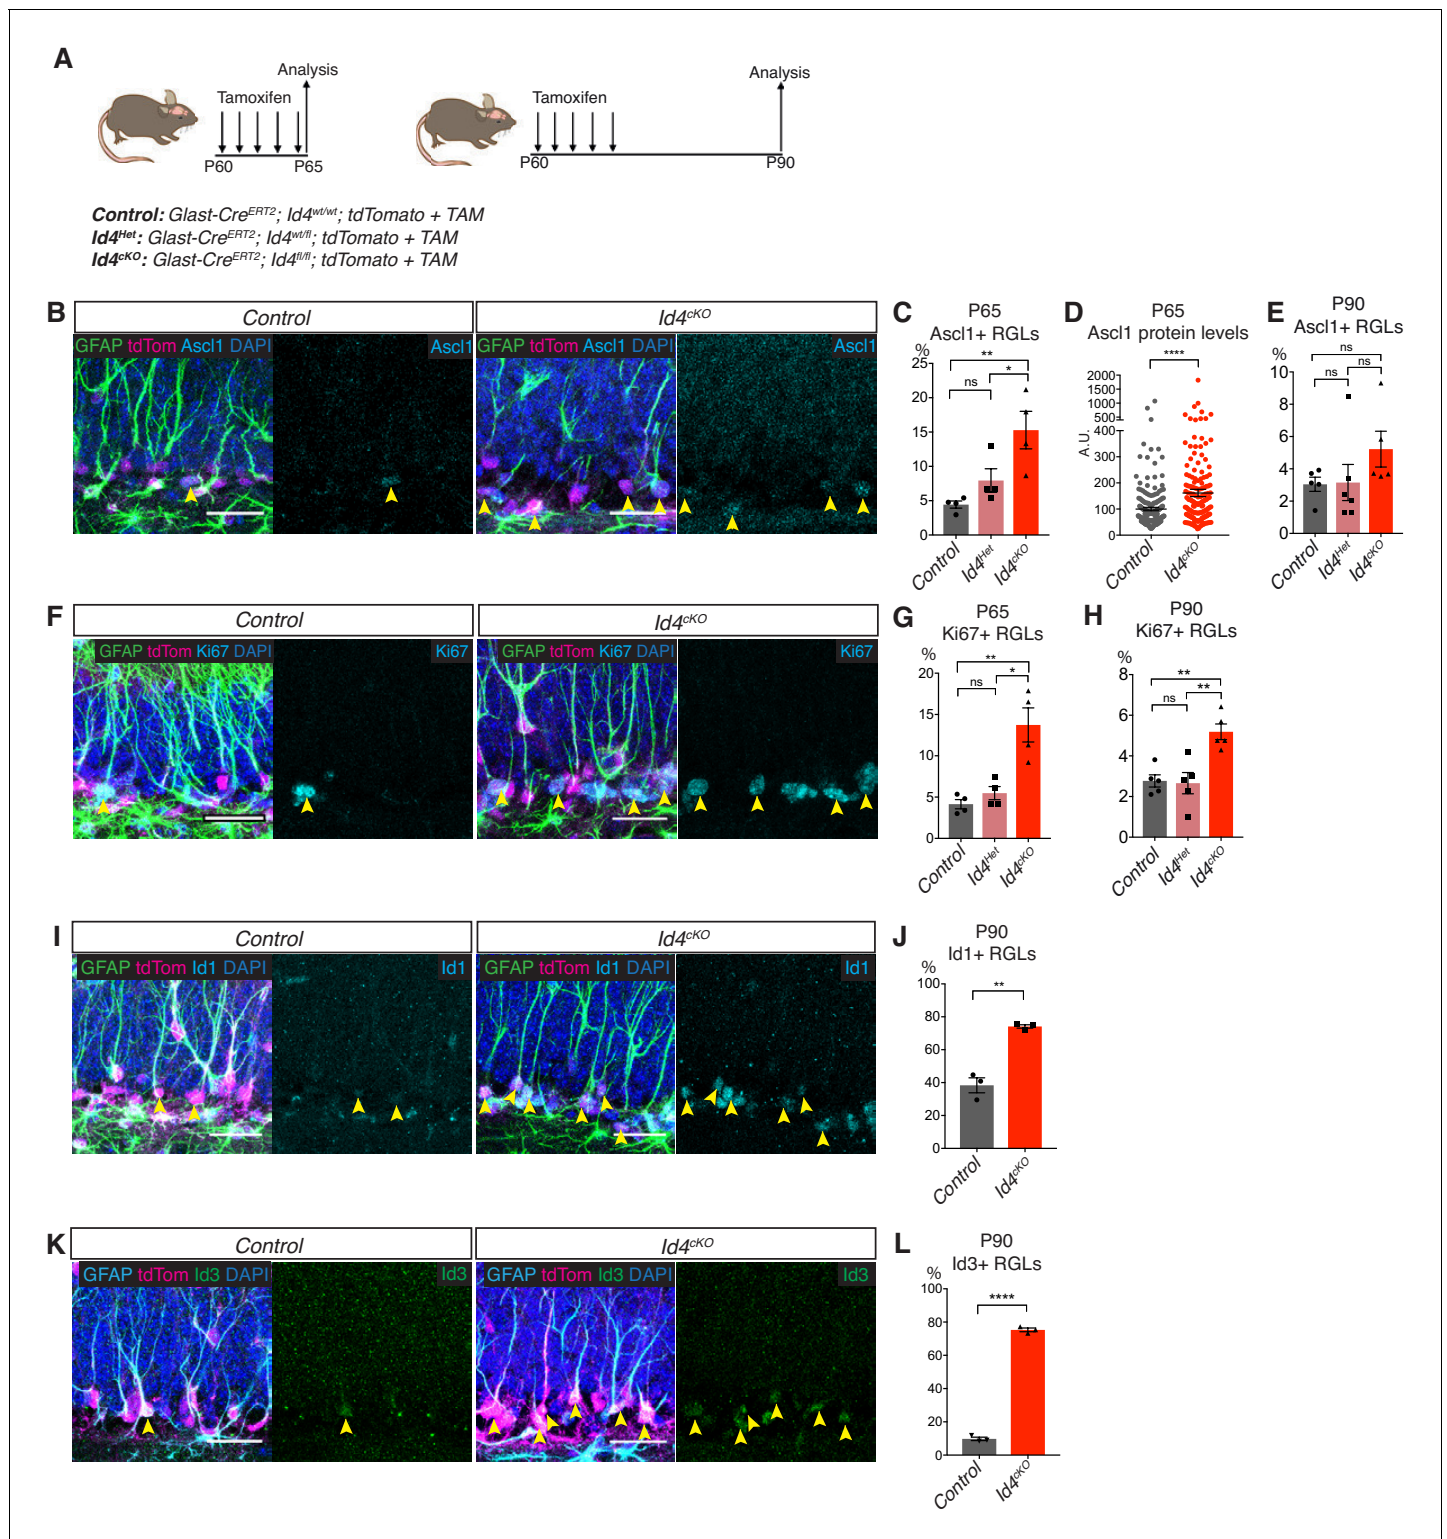 A
Analysis
Tamoxifen
P60
P65
Analysis
Tamoxifen
P60
P90
Control: Glast-CreERT2; Id4wt/wt; tdTomato + TAM
Id4Het: Glast-CreERT2; Id4wt/fl; tdTomato + TAM
Id4cKO: Glast-CreERT2; Id4fl/fl; tdTomato + TAM
B
Control
Id4cKO
GFAP tdTom Ascl1 DAPI
Ascl1
GFAP tdTom Ascl1 DAPI
Ascl1
C
P65
Ascl1+ RGLs
%
25
20
15
10
5
0
**
ns
*
Control
Id4Het
Id4cKO
D
P65
Ascl1 protein levels
A.U.
2000
1500
1000
500
400
300
200
100
0
****
Control
Id4cKO
E
P90
Ascl1+ RGLs
%
10
8
6
4
2
0
ns
ns
ns
Control
Id4Het
Id4cKO
F
Control
Id4cKO
GFAP tdTom Ki67 DAPI
Ki67
GFAP tdTom Ki67 DAPI
Ki67
G
P65
Ki67+ RGLs
%
20
15
10
5
0
**
ns
*
Control
Id4Het
Id4cKO
H
P90
Ki67+ RGLs
%
8
6
4
2
0
**
ns
**
Control
Id4Het
Id4cKO
I
Control
Id4cKO
GFAP tdTom Id1 DAPI
Id1
GFAP tdTom Id1 DAPI
Id1
J
P90
Id1+ RGLs
%
100
80
60
40
20
0
**
Control
Id4cKO
K
Control
Id4cKO
GFAP tdTom Id3 DAPI
Id3
GFAP tdTom Id3 DAPI
Id3
L
P90
Id3+ RGLs
%
100
80
60
40
20
0
****
Control
Id4cKO